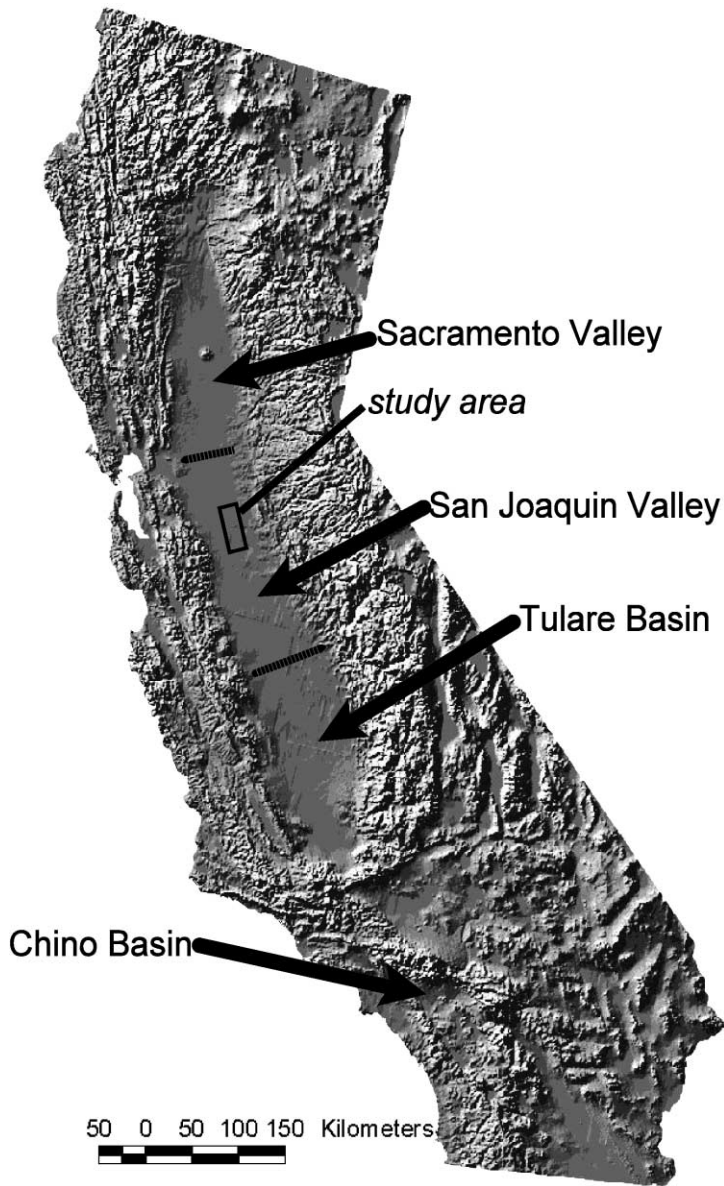 Sacramento Valley
study area
San Joaquin Valley
Tulare Basin
Chino Basin
50 0 50 100 150 Kilometers